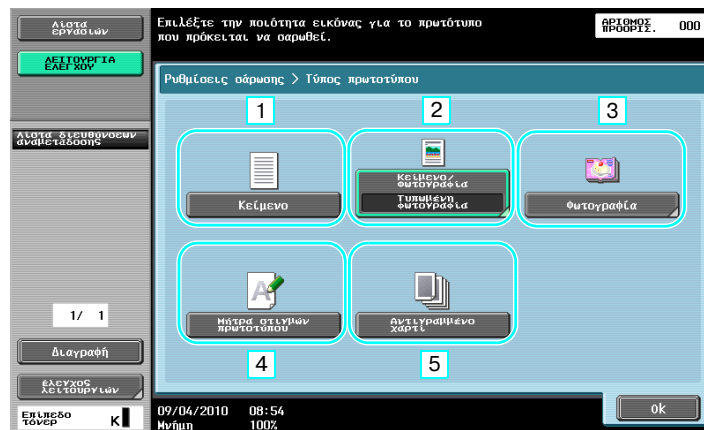 Λίστα
εργασιών
Επιλέξτε την ποιότητα εικόνας για το πρωτότυπο
που πρόκειται να σαρωθεί.
ΑΡΙΘΜΟΣ
ΠΡΟΟΡΙΣ.
000
ΛΕΙΤΟΥΡΓΙΑ
ΕΛΕΓΧΟΥ
Ρυθμίσεις σάρωσης > Τύπος πρωτοτύπου
1
2
3
Λίστα διευθύνσεων
αναμετάδοσης
Κείμενο
Κείμενο/
Φωτογραφία
Τυπωμένη
φωτογραφία
Φωτογραφία
Μήτρα στιγμών
πρωτοτύπου
Αντιγραμμένο
χαρτί
4
5
1/ 1
Διαγραφή
έλεγχος
λειτουργιών
Επίπεδο
τόνερ
K
09/04/2010 08:54
Μνήμη 100%
Ok